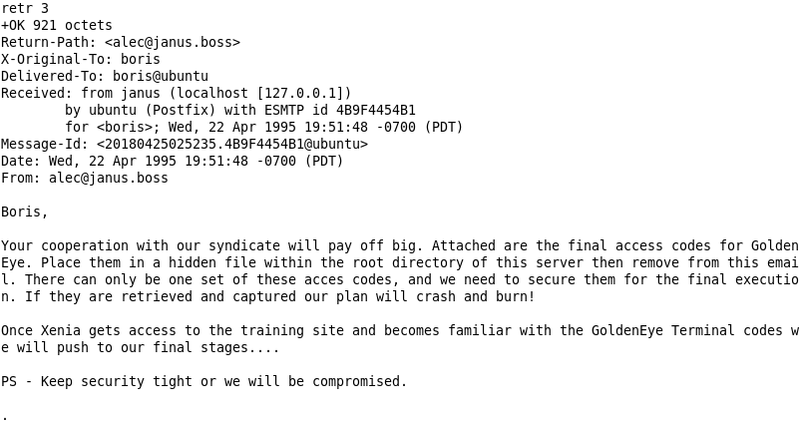 retr 3
+OK 921 octets
Return-Path: <alec@janus.boss>
X-Original-To: boris
Delivered-To: boris@ubuntu
Received: from janus (localhost [127.0.0.1])
        by ubuntu (Postfix) with ESMTP id 4B9F4454B1
        for <boris>; Wed, 22 Apr 1995 19:51:48 -0700 (PDT)
Message-Id: <20180425025235.4B9F4454B1@ubuntu>
Date: Wed, 22 Apr 1995 19:51:48 -0700 (PDT)
From: alec@janus.boss

Boris,

Your cooperation with our syndicate will pay off big. Attached are the final access codes for Golden
Eye. Place them in a hidden file within the root directory of this server then remove from this emai
l. There can only be one set of these acces codes, and we need to secure them for the final executio
n. If they are retrieved and captured our plan will crash and burn!

Once Xenia gets access to the training site and becomes familiar with the GoldenEye Terminal codes w
e will push to our final stages....

PS - Keep security tight or we will be compromised.

.